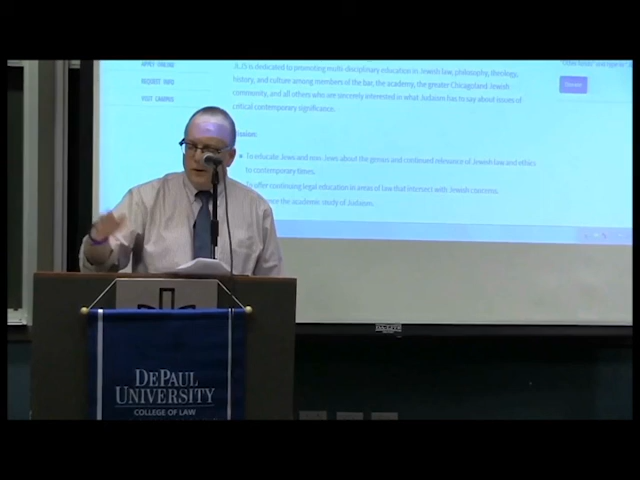 APPLY ONLINE
REQUEST INFO
VISIT CAMPUS
JLJS is dedicated to promoting multi-disciplinary education in Jewish law, philosophy, theology,
history, and culture among members of the bar, the academy, the greater Chicagoland Jewish
community, and all others who are sincerely interested in what Judaism has to say about issues of
critical contemporary significance.
ission:
To educate Jews and non-Jews about the genius and continued relevance of Jewish law and ethics
to contemporary times.
To offer continuing legal education in areas of law that intersect with Jewish concerns.
nce the academic study of Judaism.
DEPAUL
UNIVERSITY
COLLEGE OF LAW